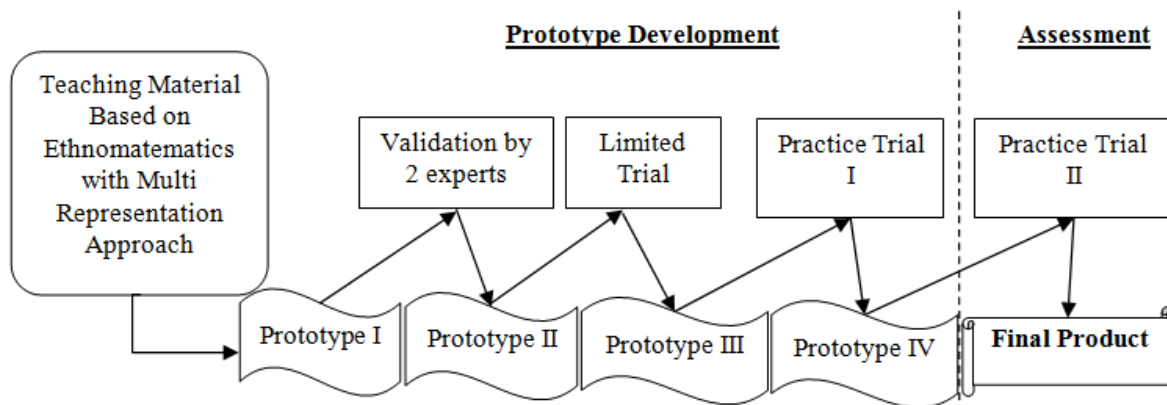 Prototype Development
Assessment
Teaching Material
Based on
Ethnomatematics
with Multi
Representation
Approach
Validation by
2 experts
Limited
Trial
Practice Trial
I
Practice Trial
II
Prototype I
Prototype II
Prototype III
Prototype IV
Final Product